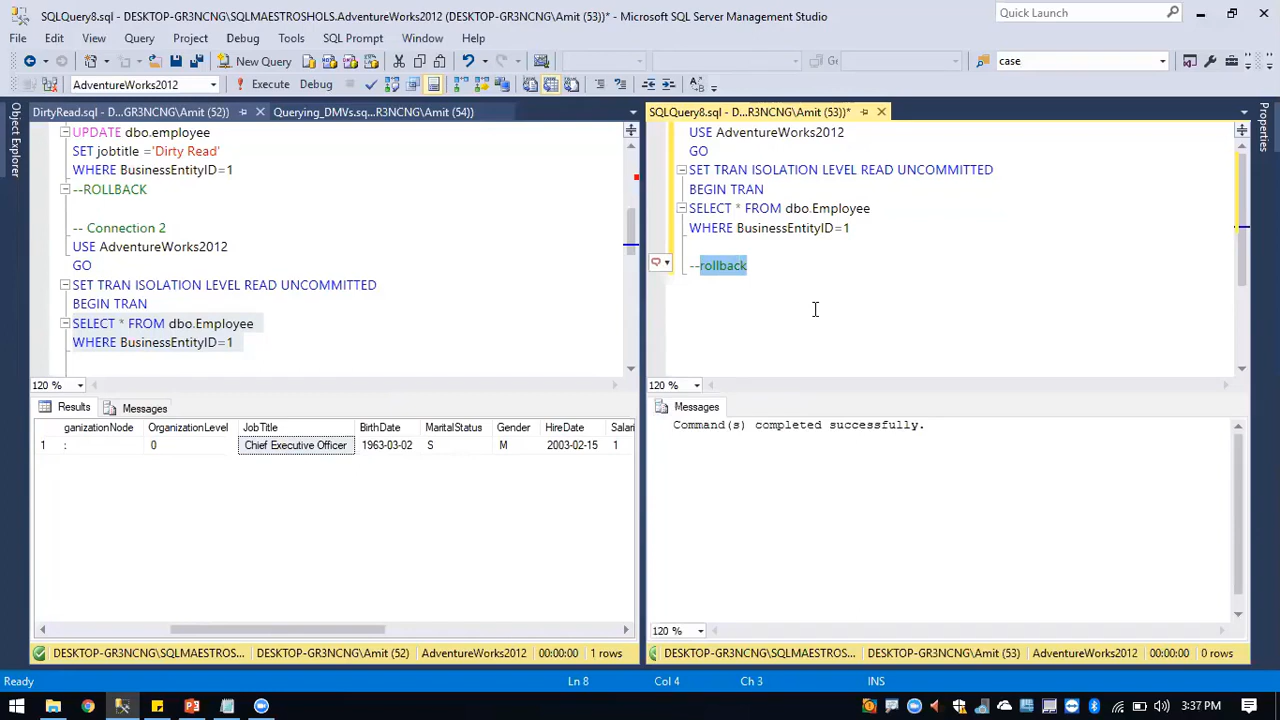 SQLQuery8.sql - DESKTOP-GR3NCNG\SQLMAESTROSHOLS.AdventureWorks2012 (DESKTOP-GR3NCNG\Amit (53))* - Microsoft SQL Server Management Studio
Quick Launch
File Edit View Query Project Debug Tools SQL Prompt Window Help
New Query
case
AdventureWorks2012 Execute Debug
DirtyRead.sql - D...GR3NCNG\Amit (52)) Querying_DMVs.sq...R3NCNG\Amit (54))
Object Explorer
UPDATE dbo.employee
SET jobtitle ='Dirty Read'
WHERE BusinessEntityID=1
--ROLLBACK
-- Connection 2
USE AdventureWorks2012
GO
SET TRAN ISOLATION LEVEL READ UNCOMMITTED
BEGIN TRAN
SELECT * FROM dbo.Employee
WHERE BusinessEntityID=1
120 %
Results Messages
ganizationNode OrganizationLevel JobTitle BirthDate MaritalStatus Gender HireDate Salari
1 : 0 Chief Executive Officer 1963-03-02 S M 2003-02-15 1
DESKTOP-GR3NCNG\SQLMAESTROS... DESKTOP-GR3NCNG\Amit (52) AdventureWorks2012 00:00:00 1 rows
SQLQuery8.sql - D...R3NCNG\Amit (53))*
Properties
USE AdventureWorks2012
GO
SET TRAN ISOLATION LEVEL READ UNCOMMITTED
BEGIN TRAN
SELECT * FROM dbo.Employee
WHERE BusinessEntityID=1
--rollback
120 %
Messages
Command(s) completed successfully.
120 %
DESKTOP-GR3NCNG\SQLMAESTROS... DESKTOP-GR3NCNG\Amit (53) AdventureWorks2012 00:00:00 0 rows
Ready Ln 8 Col 4 Ch 3 INS
3:37 PM